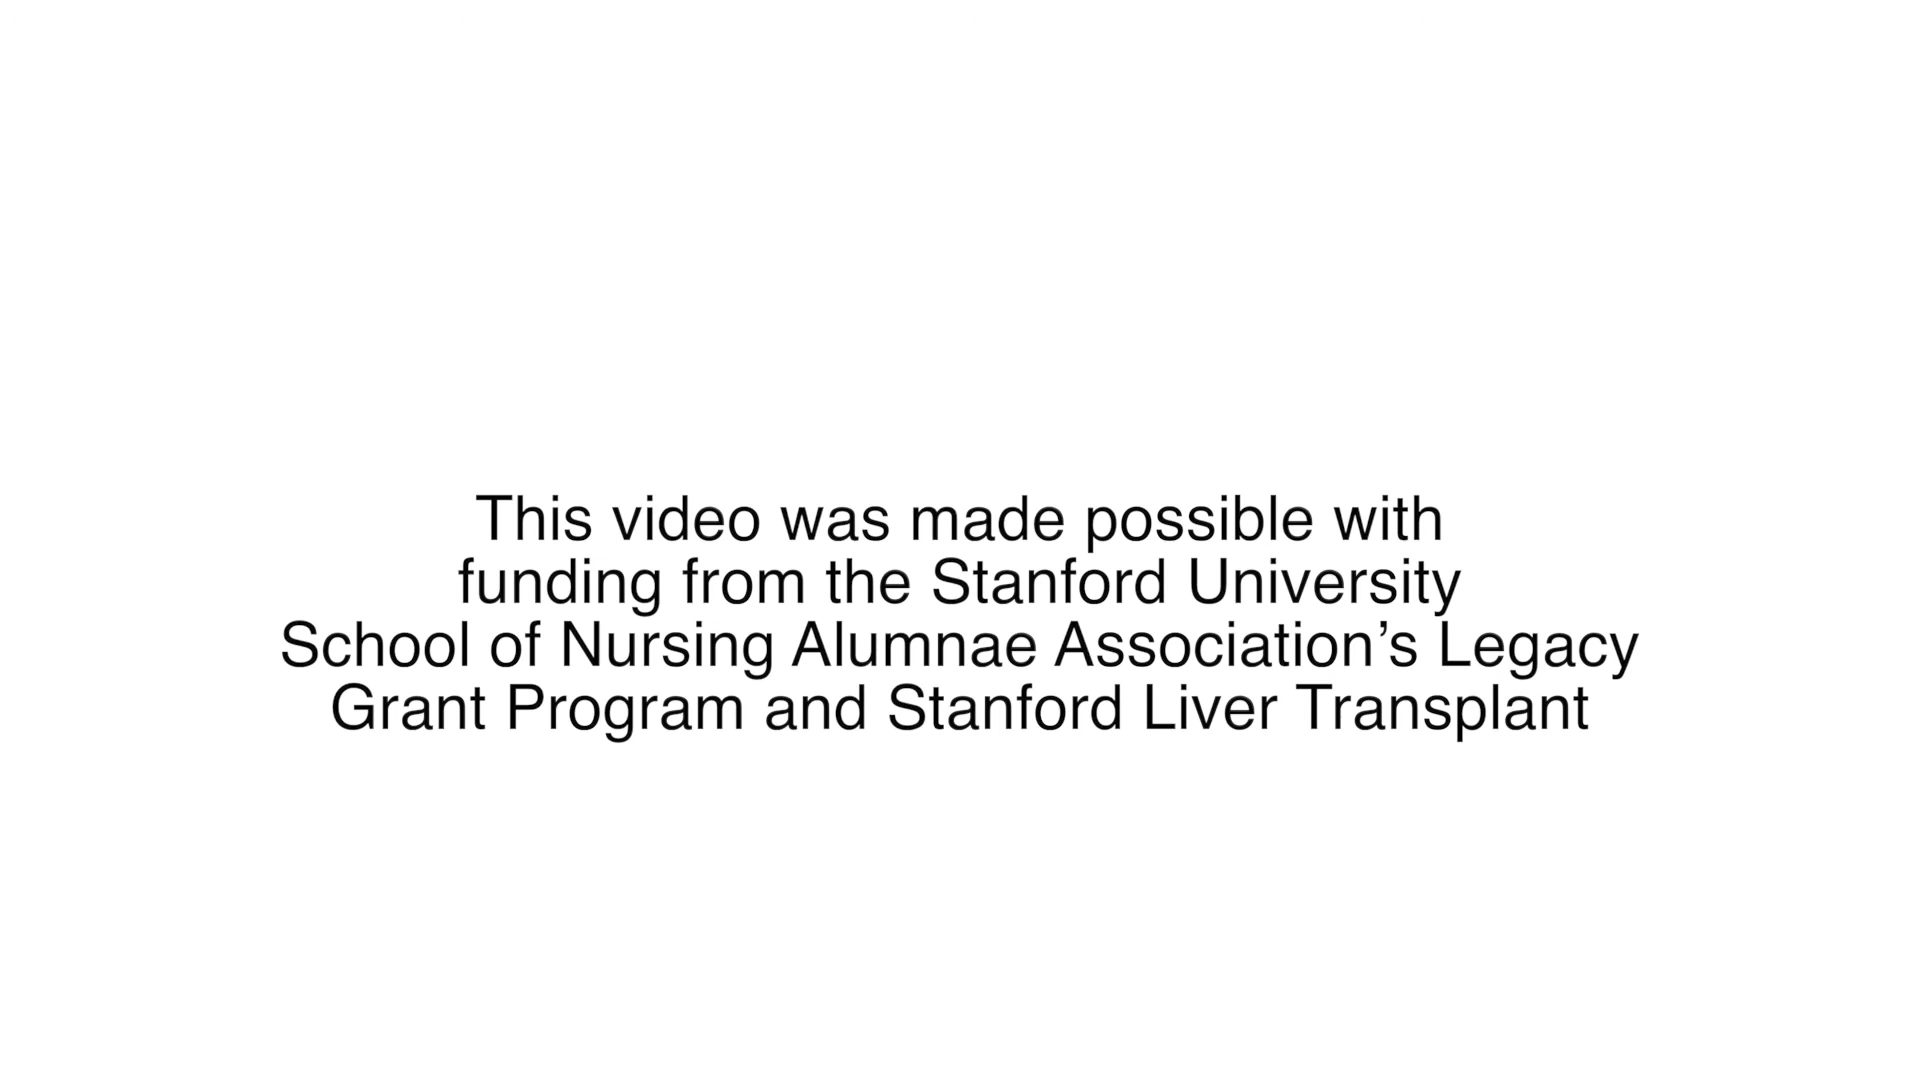 This video was made possible with
funding from the Stanford University
School of Nursing Alumnae Association’s Legacy
Grant Program and Stanford Liver Transplant